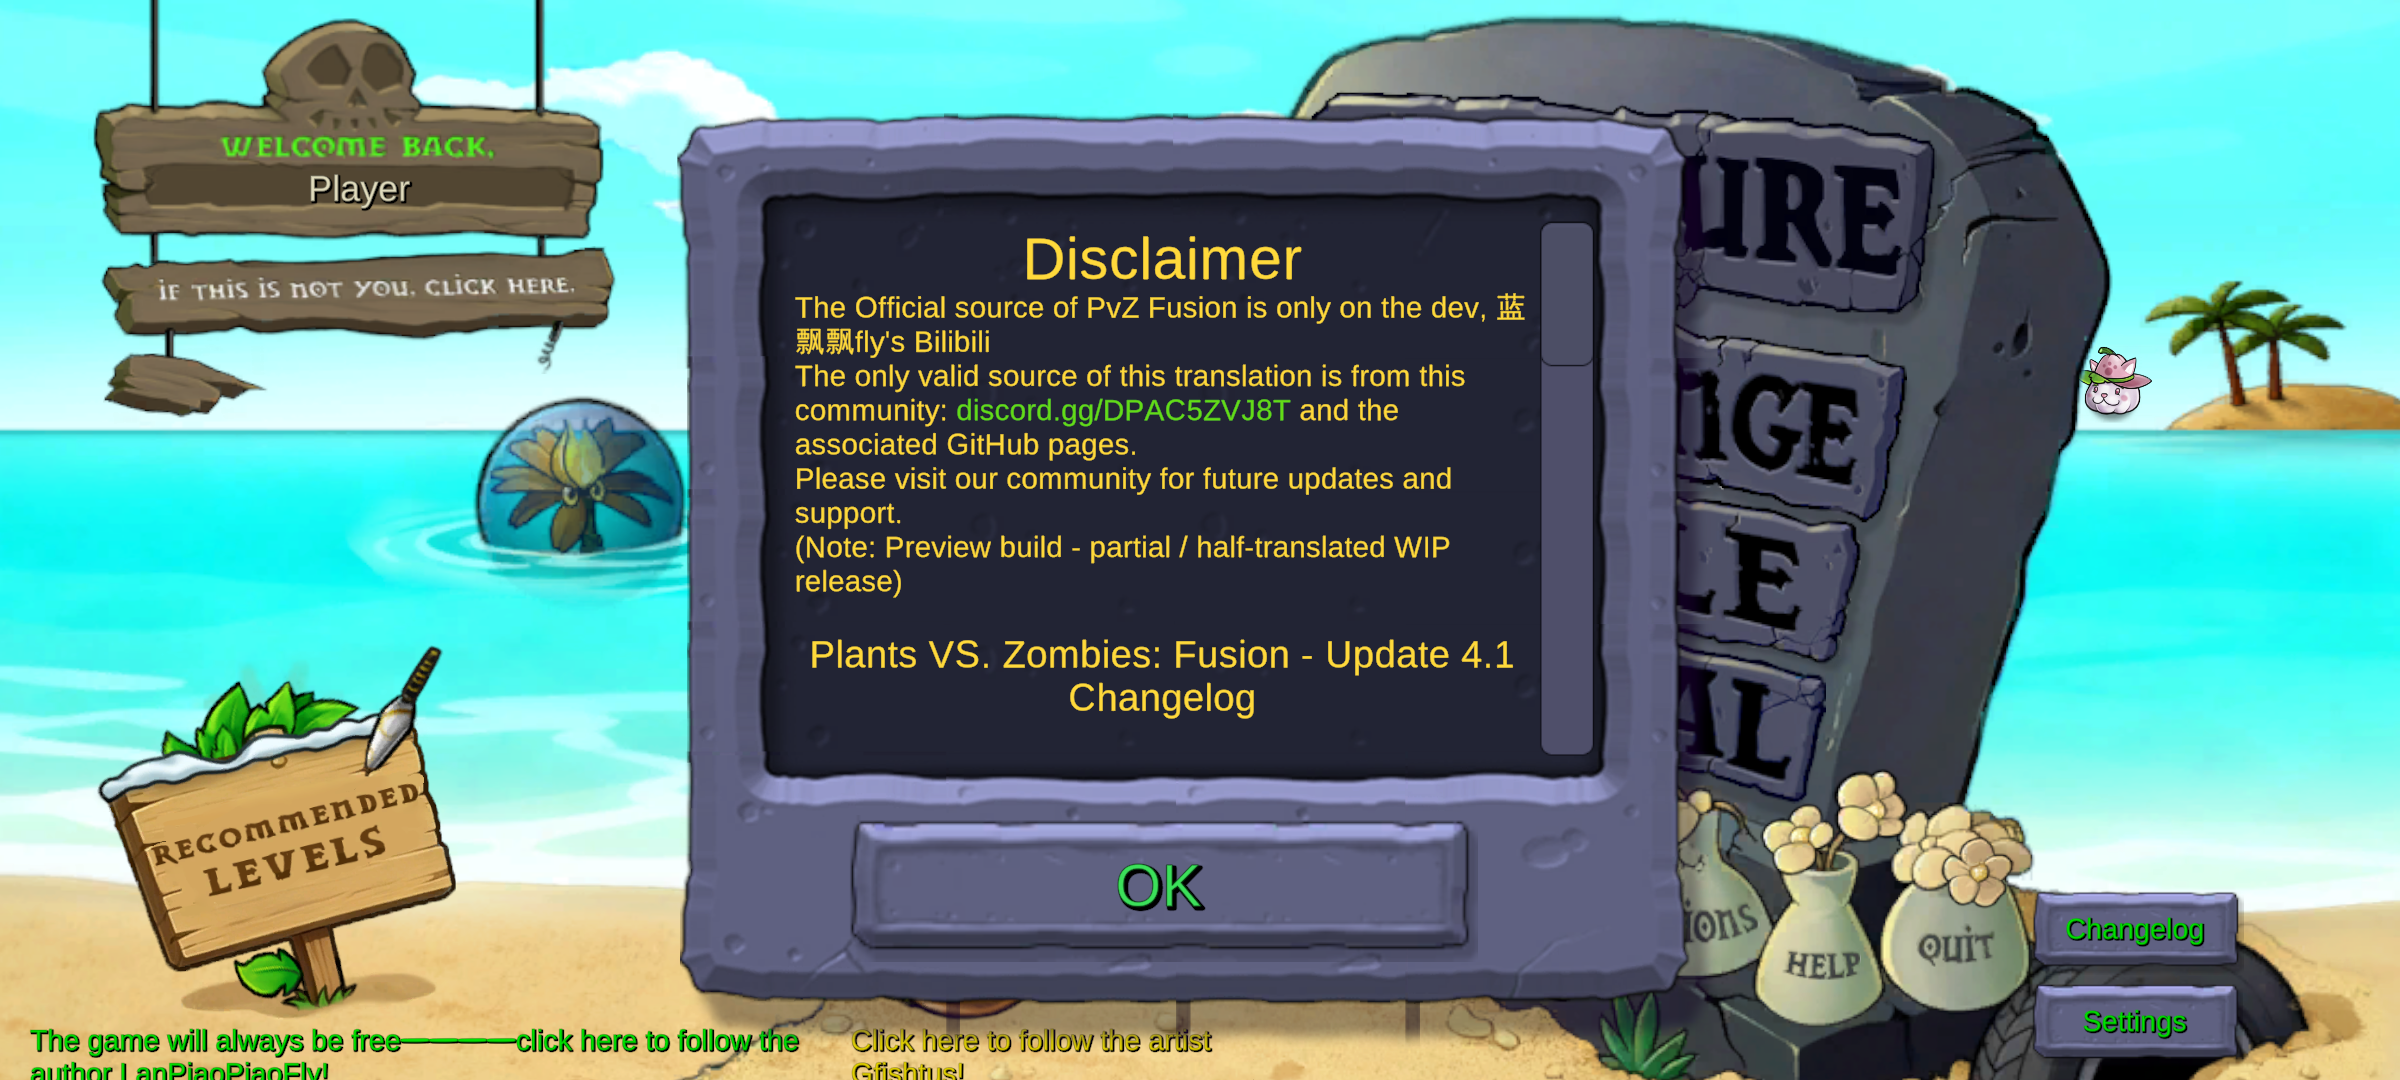 WELCOME BACK,
Player
IF THIS IS NOT YOU, CLICK HERE.
Disclaimer
The Official source of PvZ Fusion is only on the dev, 蓝
飘飘fly's Bilibili
The only valid source of this translation is from this
community: discord.gg/DPAC5ZVJ8T and the
associated GitHub pages.
Please visit our community for future updates and
support.
(Note: Preview build - partial / half-translated WIP
release)
Plants VS. Zombies: Fusion - Update 4.1
Changelog
OK
URE
NGE
LE
AL
RECOMMENDED
LEVELS
ions
HELP
QUIT
Changelog
Settings
The game will always be free————click here to follow the
author LanPiaoPiaoFly!
Click here to follow the artist
Gfishtus!